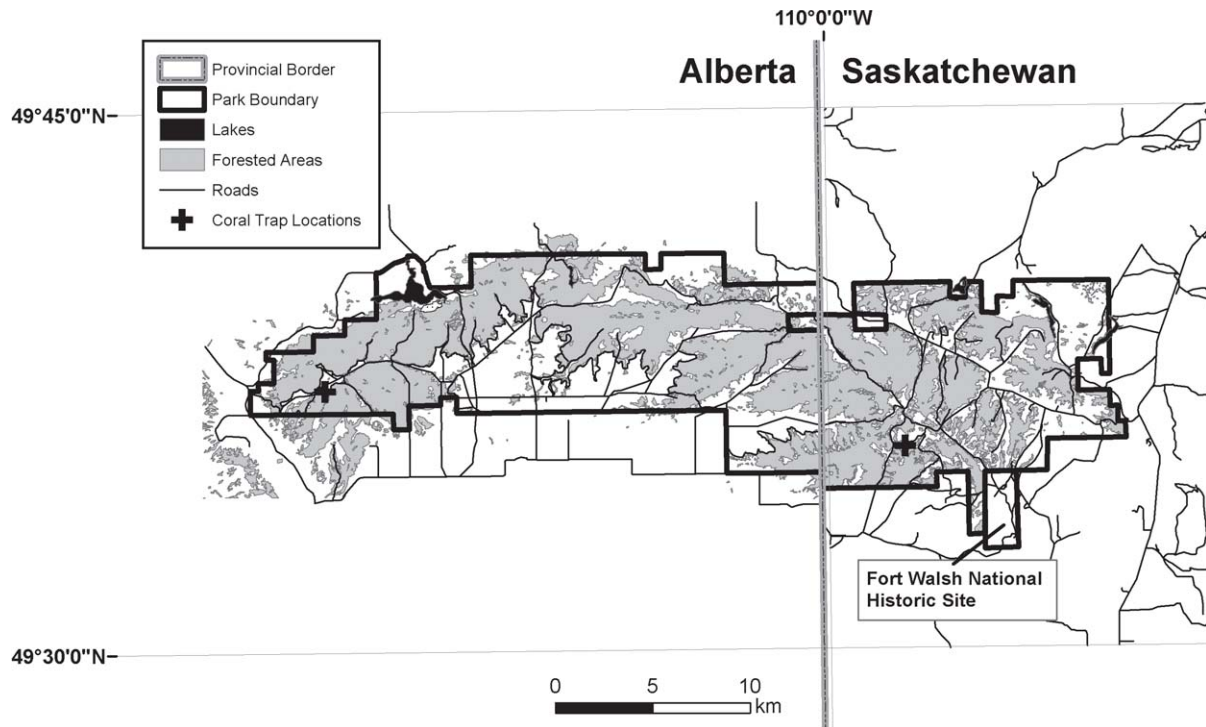 110°0'0"W
Alberta
Saskatchewan
Provincial Border
Park Boundary
Lakes
Forested Areas
Roads
Coral Trap Locations
49°45'0"N
Fort Walsh National
Historic Site
49°30'0"N
0 5 10
km